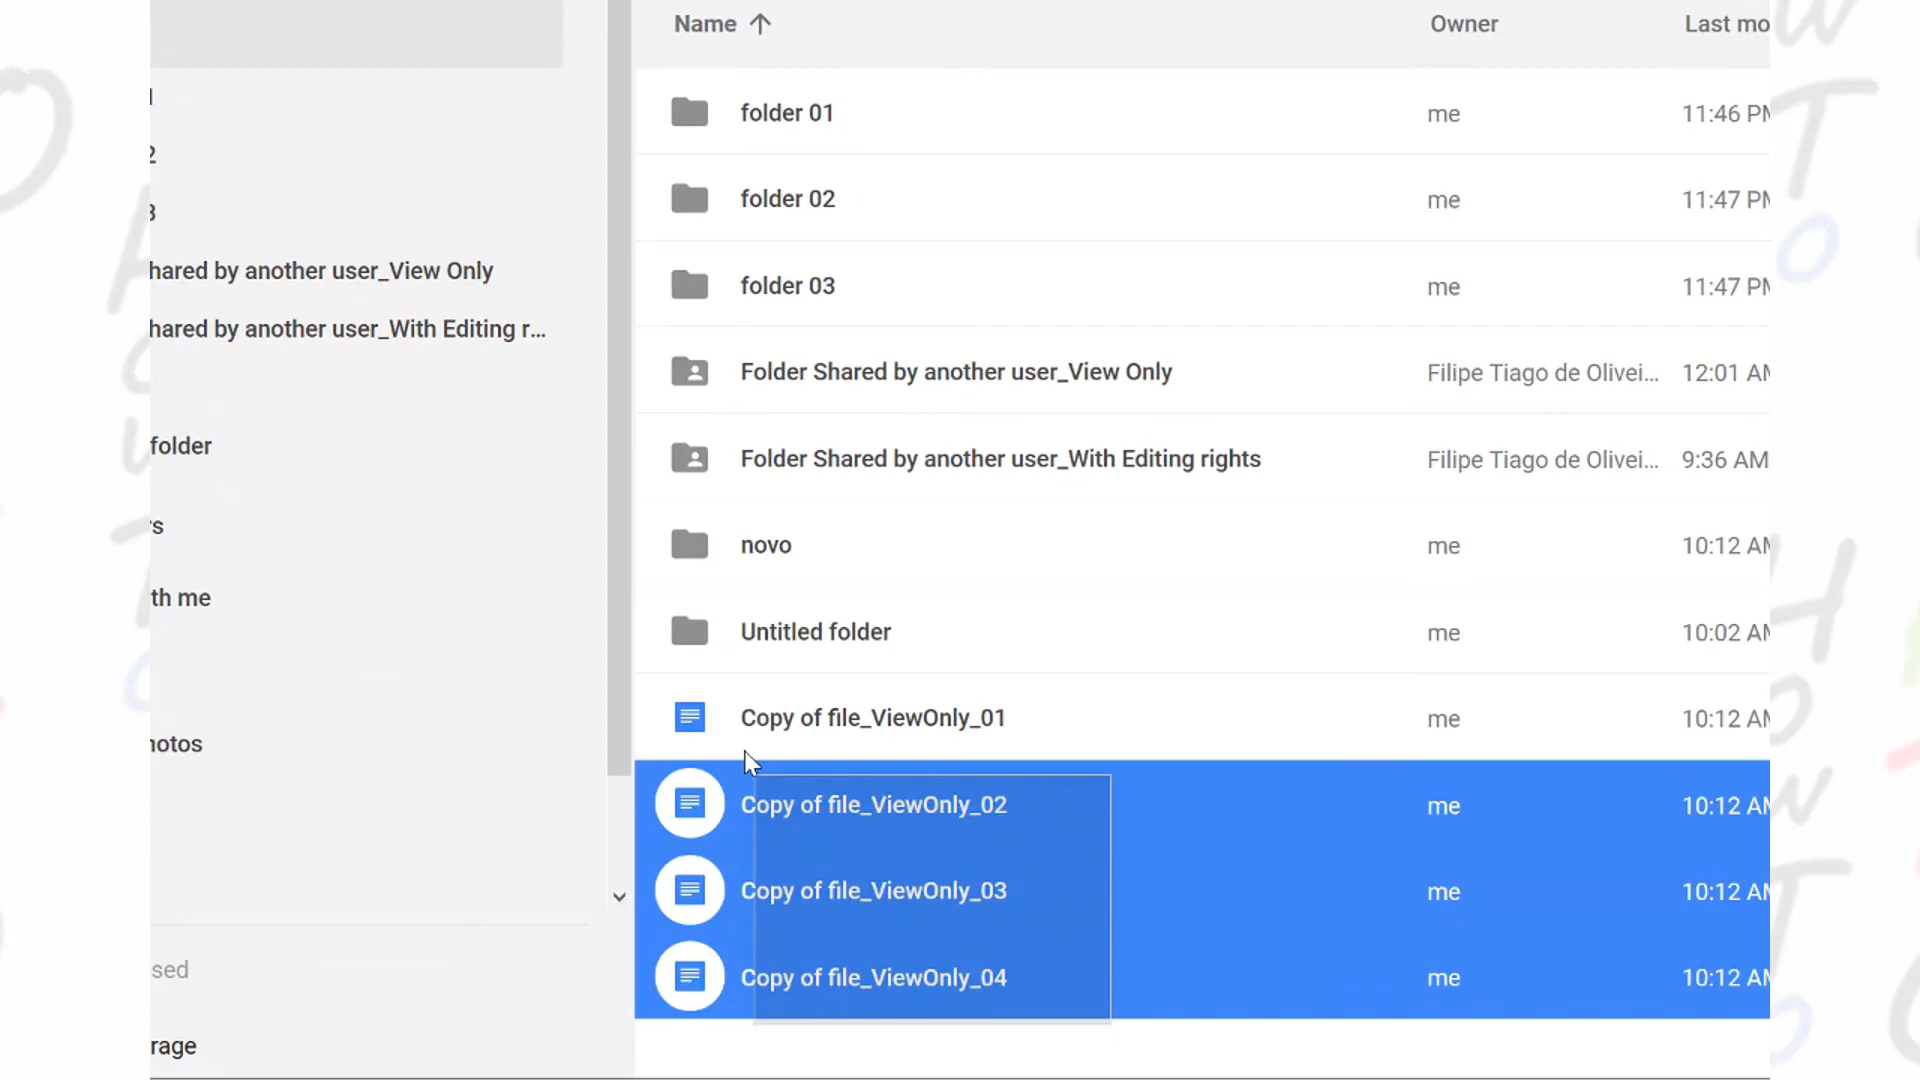 Name Owner Last mo
folder 01 me 11:46 PM
folder 02 me 11:47 PM
folder 03 me 11:47 PM
Folder Shared by another user_View Only Filipe Tiago de Olivei... 12:01 AM
Folder Shared by another user_With Editing rights Filipe Tiago de Olivei... 9:36 AM
novo me 10:12 AM
Untitled folder me 10:02 AM
Copy of file_ViewOnly_01 me 10:12 AM
Copy of file_ViewOnly_02 me 10:12 AM
Copy of file_ViewOnly_03 me 10:12 AM
Copy of file_ViewOnly_04 me 10:12 AM
1
2
3
hared by another user_View Only
hared by another user_With Editing r...
folder
rs
th me
hotos
sed
rage